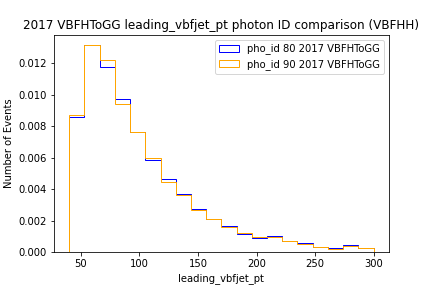 2017 VBFHToGG leading_vbfjet_pt photon ID comparison (VBFHH)
pho_id 80 2017 VBFHToGG
pho_id 90 2017 VBFHToGG
Number of Events
0.012
0.010
0.008
0.006
0.004
0.002
0.000
50 100 150 200 250 300
leading_vbfjet_pt